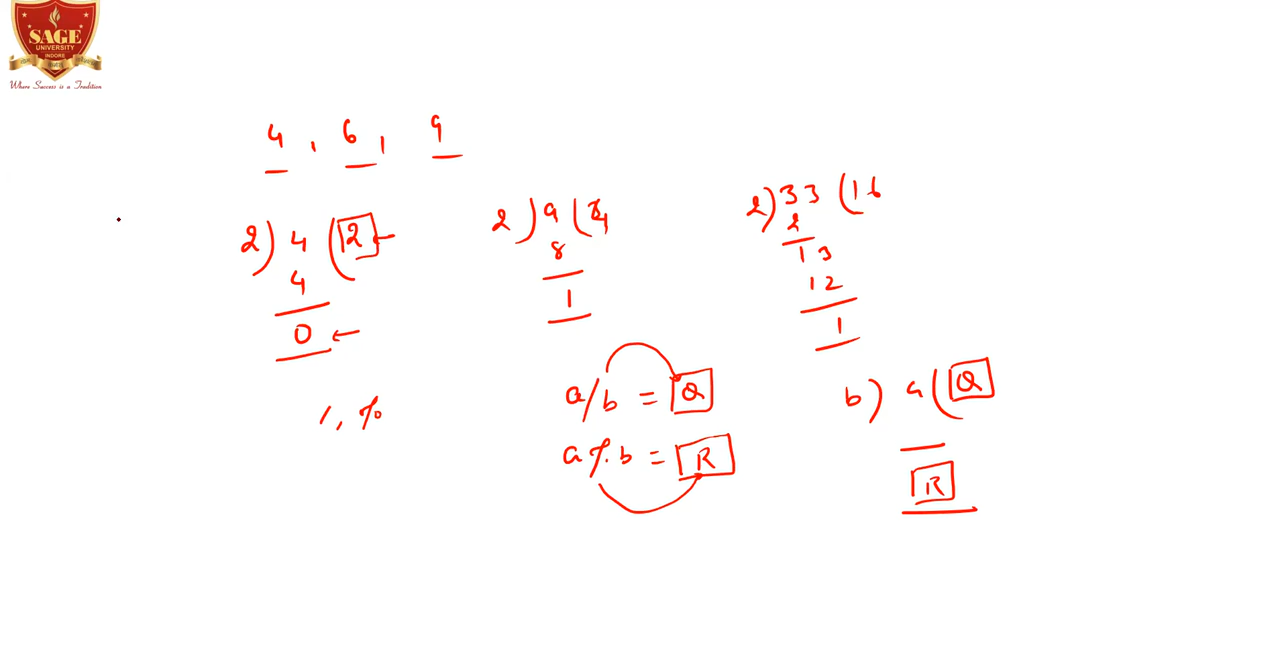 SAGE
UNIVERSITY
INDORE
Where Success is a Tradition
4 , 6 , 9
2 ) 4 ( 2
4
0
2 ) 9 ( 4
8
1
2 ) 33 ( 16
2
13
12
1
/ , %
a/b = Q
a % b = R
b ) a ( Q
R